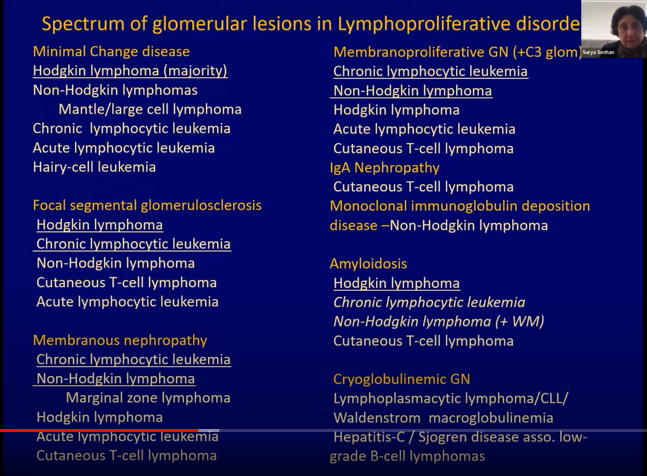 Spectrum of glomerular lesions in Lymphoproliferative disorde
Surya Seshan
Minimal Change disease
Hodgkin lymphoma (majority)
Non-Hodgkin lymphomas
Mantle/large cell lymphoma
Chronic lymphocytic leukemia
Acute lymphocytic leukemia
Hairy-cell leukemia
Focal segmental glomerulosclerosis
Hodgkin lymphoma
Chronic lymphocytic leukemia
Non-Hodgkin lymphoma
Cutaneous T-cell lymphoma
Acute lymphocytic leukemia
Membranous nephropathy
Chronic lymphocytic leukemia
Non-Hodgkin lymphoma
Marginal zone lymphoma
Hodgkin lymphoma
Acute lymphocytic leukemia
Cutaneous T-cell lymphoma
Membranoproliferative GN (+C3 glom)
Chronic lymphocytic leukemia
Non-Hodgkin lymphoma
Hodgkin lymphoma
Acute lymphocytic leukemia
Cutaneous T-cell lymphoma
IgA Nephropathy
Cutaneous T-cell lymphoma
Monoclonal immunoglobulin deposition
disease –Non-Hodgkin lymphoma
Amyloidosis
Hodgkin lymphoma
Chronic lymphocytic leukemia
Non-Hodgkin lymphoma (+ WM)
Cutaneous T-cell lymphoma
Cryoglobulinemic GN
Lymphoplasmacytic lymphoma/CLL/
Waldenstrom macroglobulinemia
Hepatitis-C / Sjogren disease asso. low-
grade B-cell lymphomas